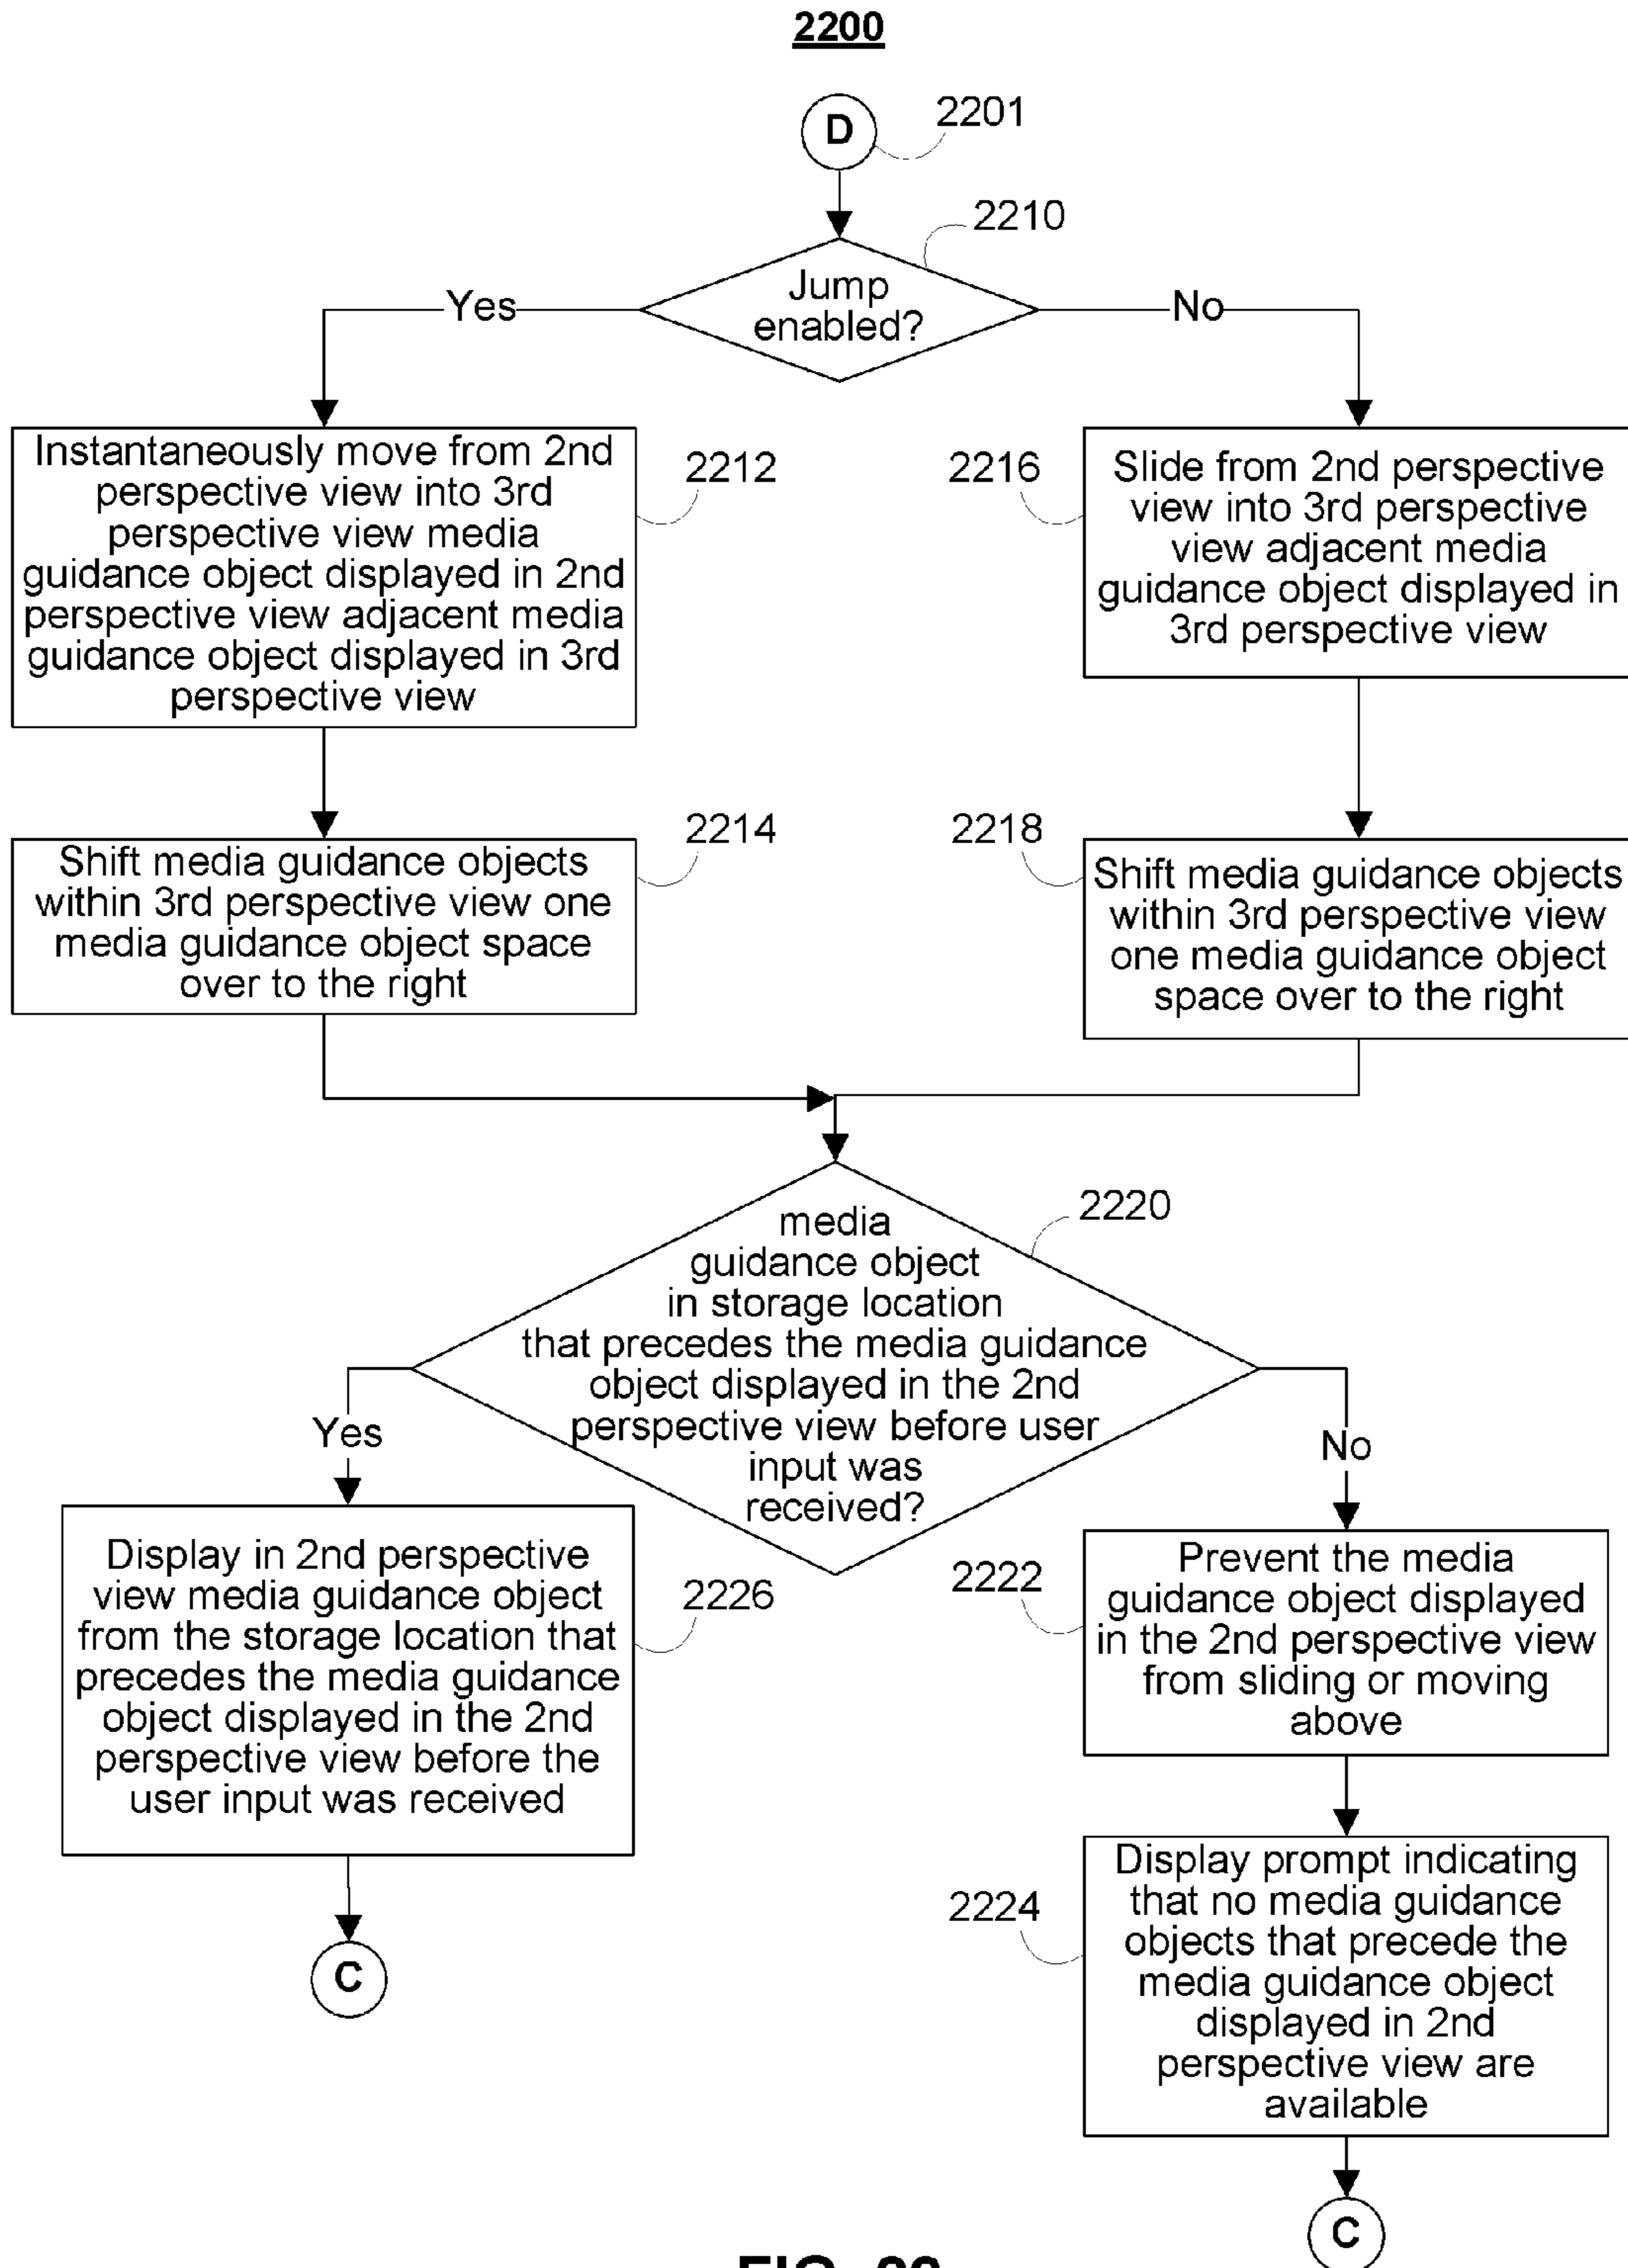 2200
D
2201
2210
Jump
enabled?
Yes
No
Instantaneously move from 2nd
perspective view into 3rd
perspective view media
guidance object displayed in 2nd
perspective view adjacent media
guidance object displayed in 3rd
perspective view
2212
2216
Slide from 2nd perspective
view into 3rd perspective
view adjacent media
guidance object displayed in
3rd perspective view
Shift media guidance objects
within 3rd perspective view one
media guidance object space
over to the right
2214
2218
Shift media guidance objects
within 3rd perspective view
one media guidance object
space over to the right
2220
media
guidance object
in storage location
that precedes the media guidance
object displayed in the 2nd
perspective view before user
input was
received?
Yes
No
Display in 2nd perspective
view media guidance object
from the storage location that
precedes the media guidance
object displayed in the 2nd
perspective view before the
user input was received
2226
2222
Prevent the media
guidance object displayed
in the 2nd perspective view
from sliding or moving
above
2224
Display prompt indicating
that no media guidance
objects that precede the
media guidance object
displayed in 2nd
perspective view are
available
C
C